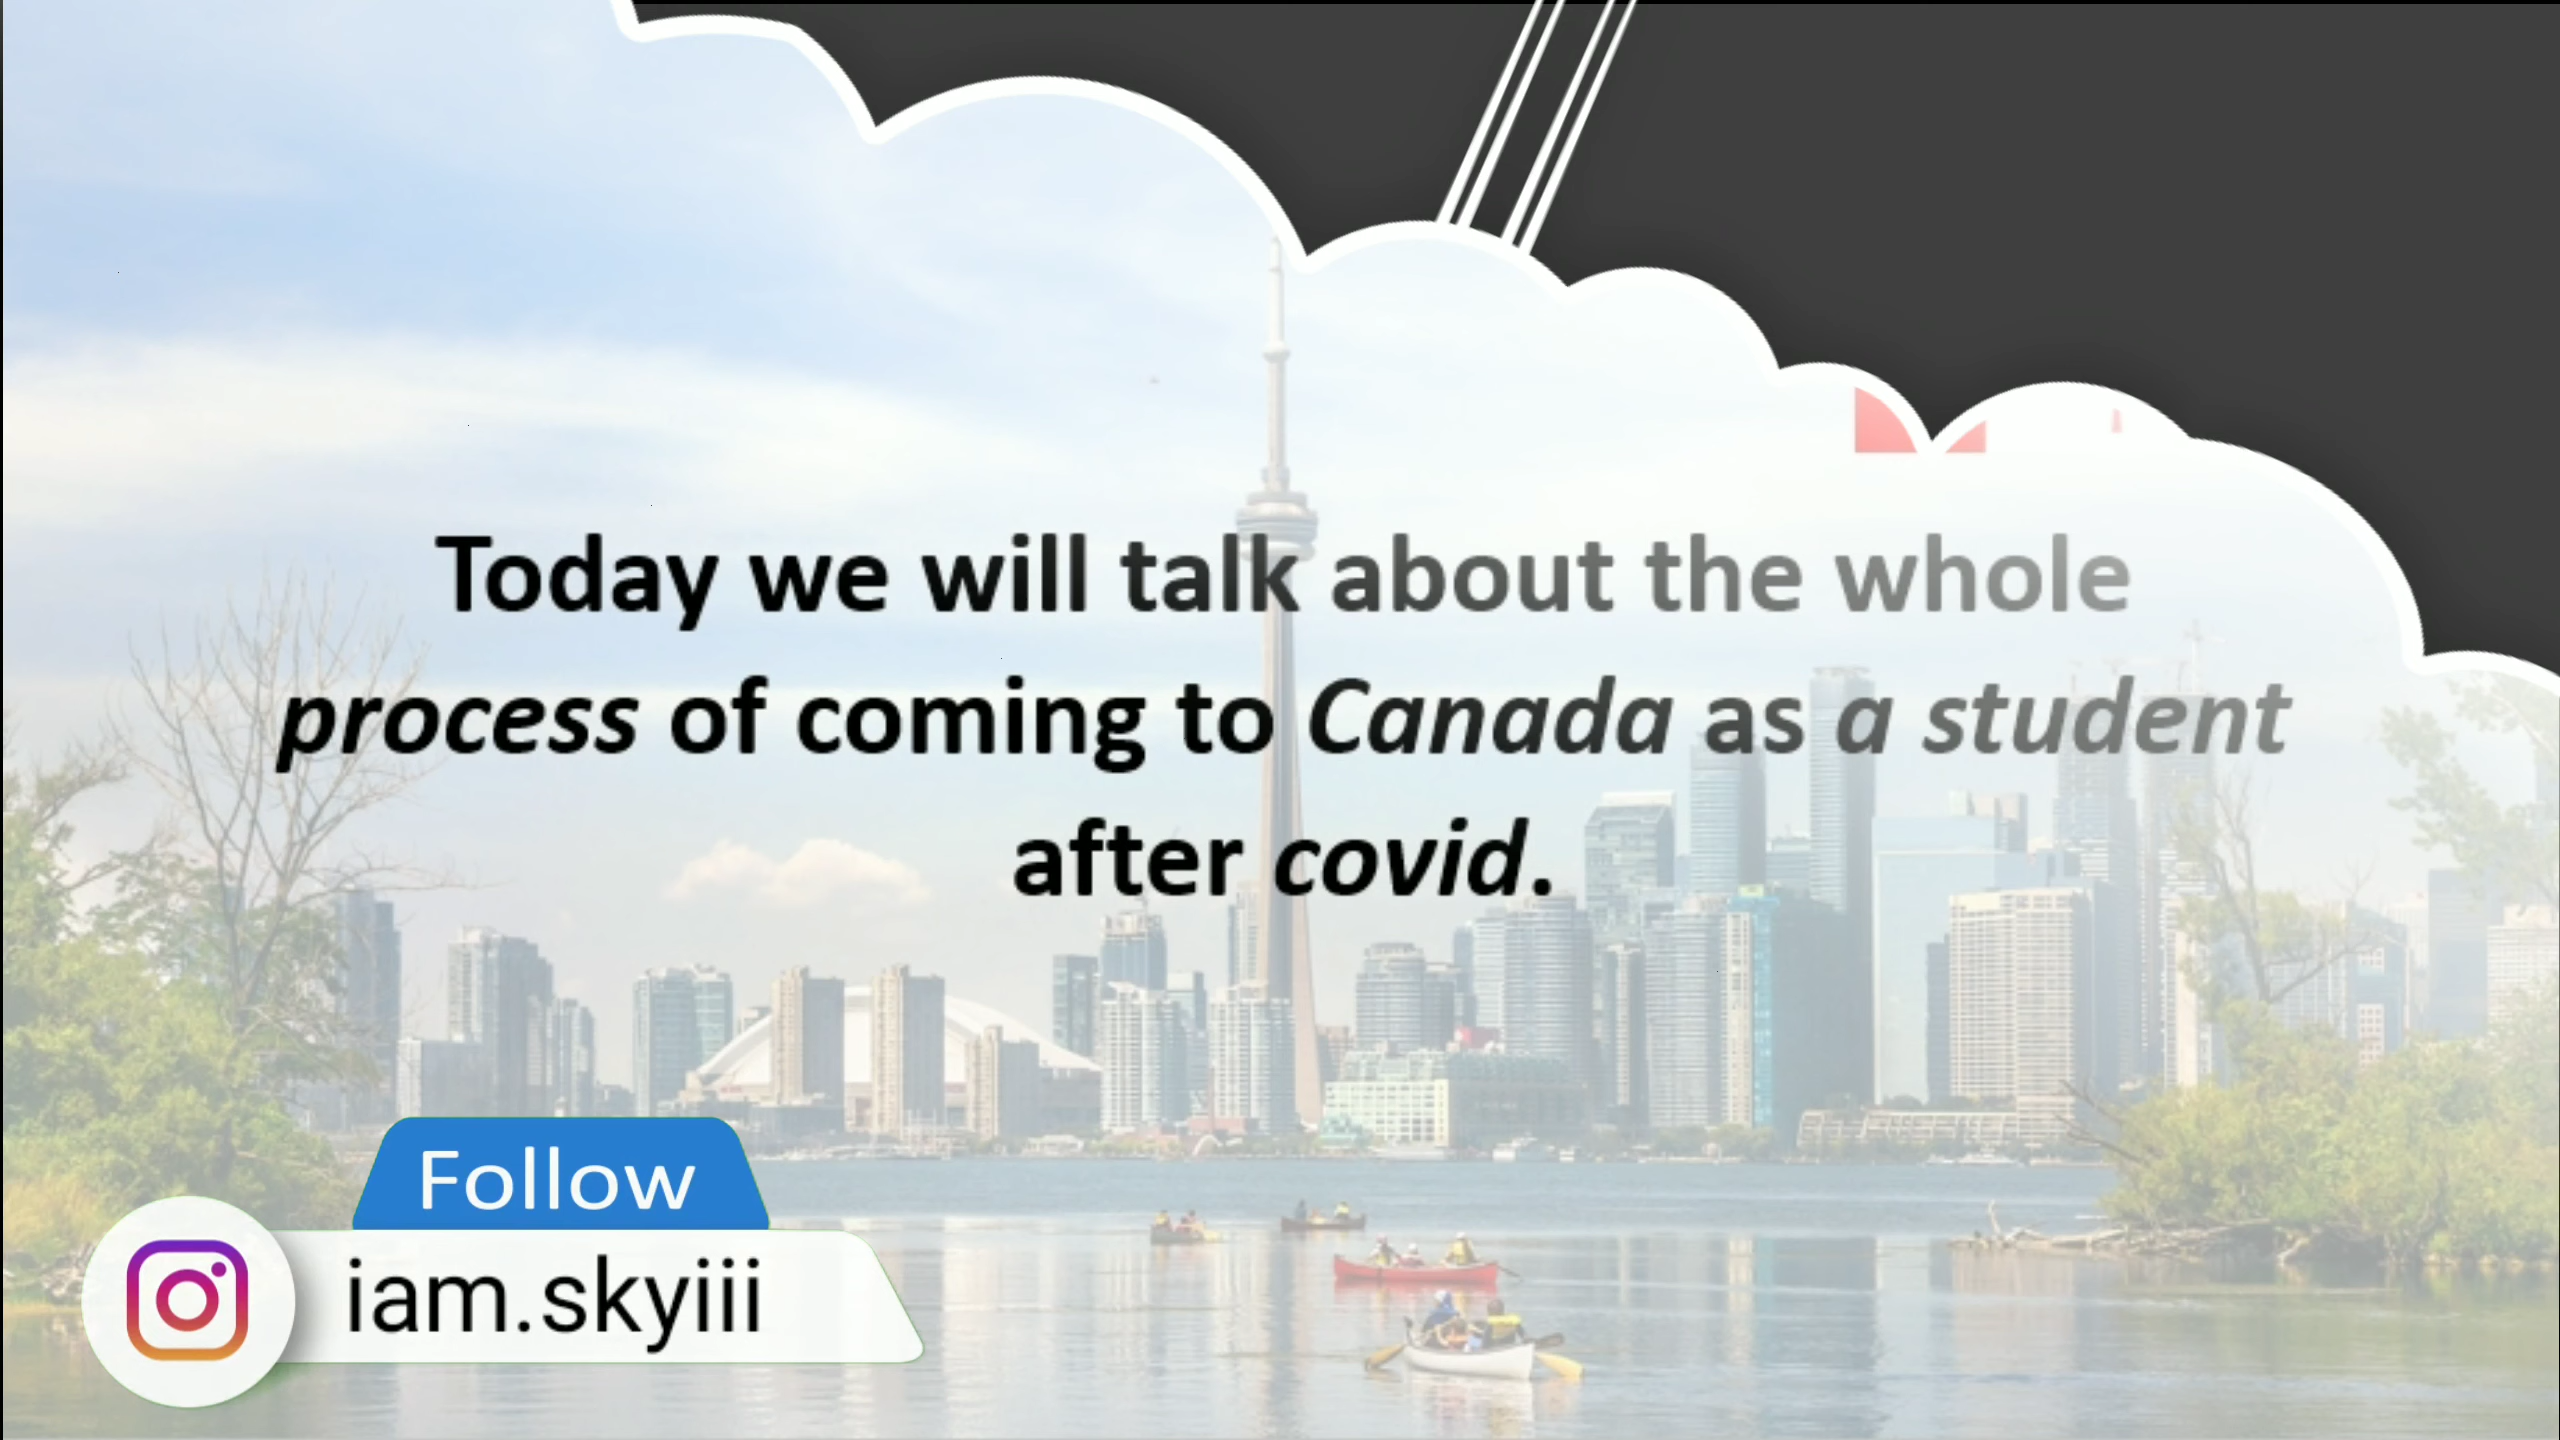 Today we will talk about the whole
process of coming to Canada as a student
after covid.
Follow
iam.skyiii